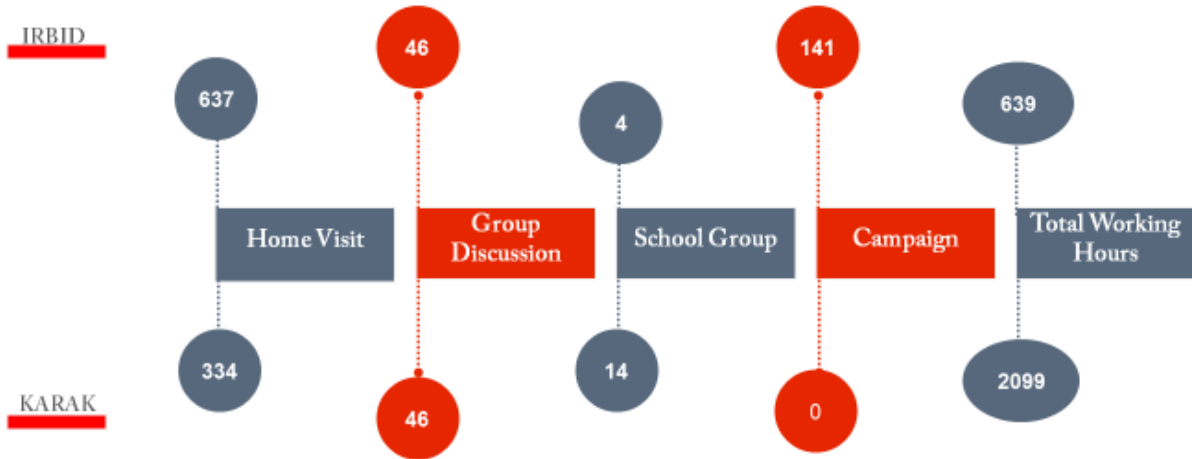 IRBID
46
141
637
4
639
Home Visit
Group
Discussion
School Group
Campaign
Total Working
Hours
334
14
2099
KARAK
46
0